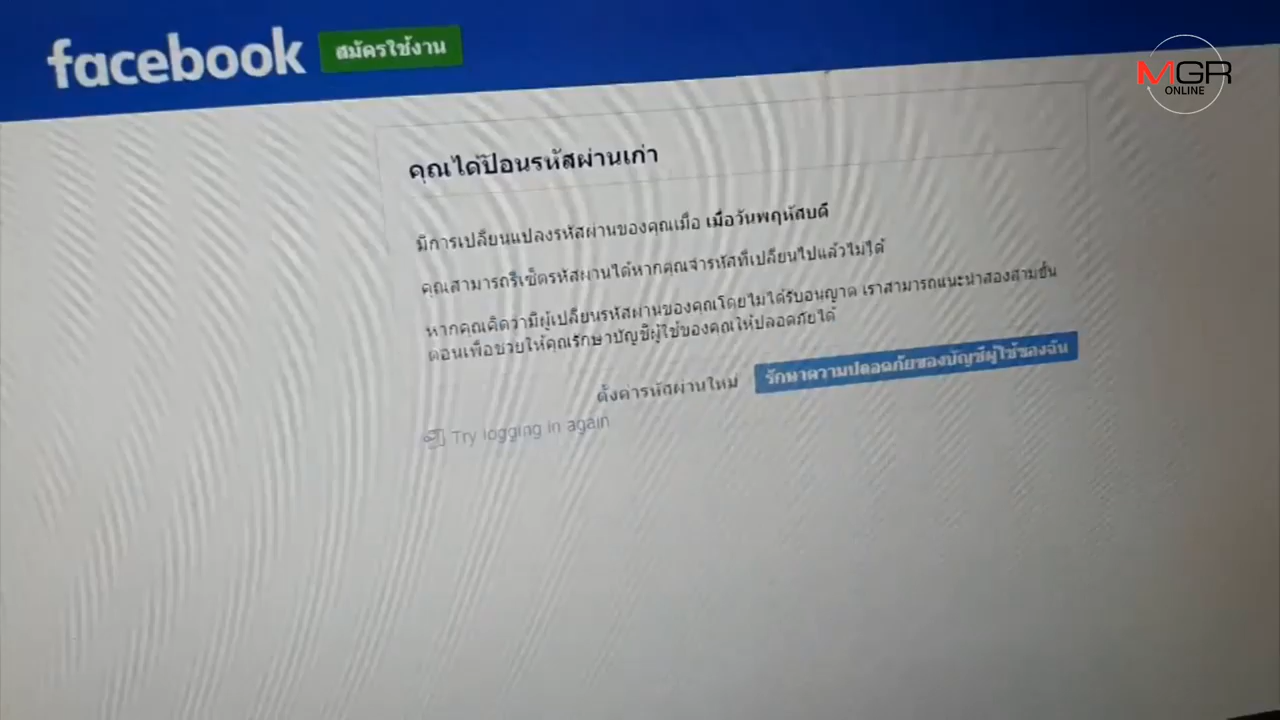 facebook
สมัครใช้งาน
MGR
ONLINE
คุณได้ป้อนรหัสผ่านเก่า
มีการเปลี่ยนแปลงรหัสผ่านของคุณเมื่อ เมื่อวันพฤหัสบดี
คุณสามารถรีเซ็ตรหัสผ่านได้หากคุณจำรหัสที่เปลี่ยนไปแล้วไม่ได้
หากคุณคิดว่ามีผู้เปลี่ยนรหัสผ่านของคุณโดยไม่ได้รับอนุญาต เราสามารถแนะนำสองสามขั้น
ตอนเพื่อช่วยให้คุณรักษาบัญชีผู้ใช้ของคุณให้ปลอดภัยได้
ตั้งค่ารหัสผ่านใหม่
รักษาความปลอดภัยของบัญชีผู้ใช้ของฉัน
Try logging in again